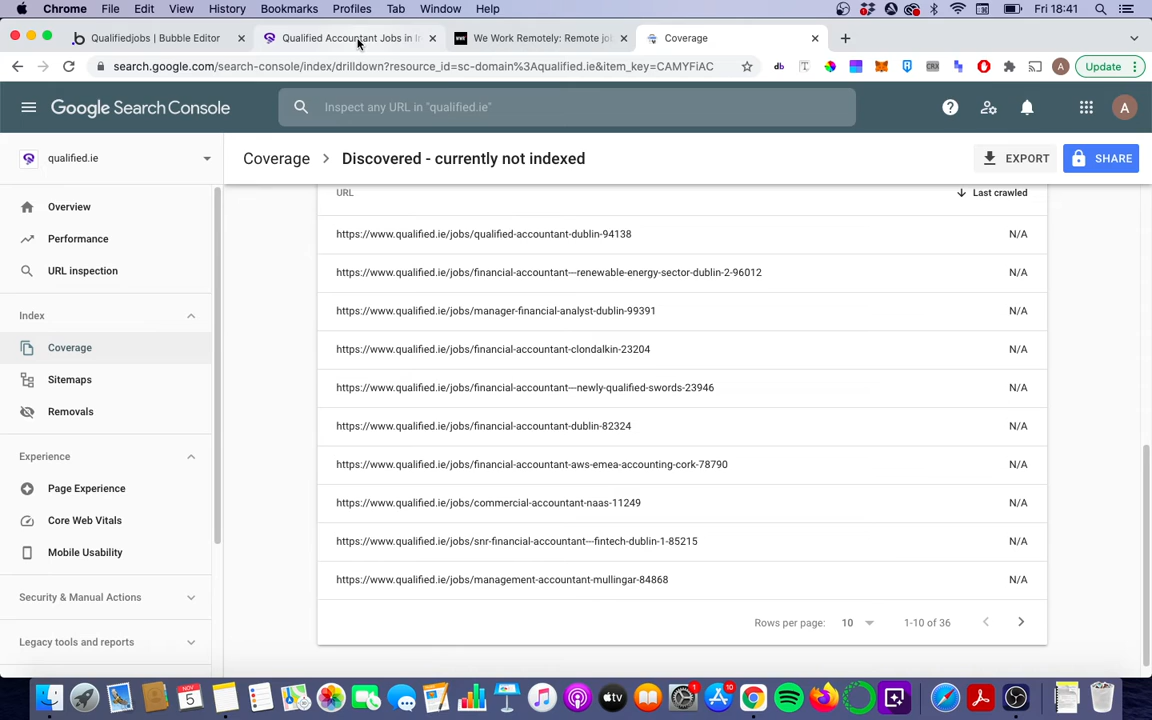 Chrome File Edit View History Bookmarks Profiles Tab Window Help Fri 18:41
Qualifiedjobs | Bubble Editor Qualified Accountant Jobs in Ir We Work Remotely: Remote jo Coverage
search.google.com/search-console/index/drilldown?resource_id=sc-domain%3Aqualified.ie&item_key=CAMYFiAC Update
Google Search Console Inspect any URL in "qualified.ie" A
qualified.ie
Coverage > Discovered - currently not indexed EXPORT SHARE
URL Last crawled
Overview
Performance
URL inspection
Index
Coverage
Sitemaps
Removals
Experience
Page Experience
Core Web Vitals
Mobile Usability
Security & Manual Actions
Legacy tools and reports
https://www.qualified.ie/jobs/qualified-accountant-dublin-94138 N/A
https://www.qualified.ie/jobs/financial-accountant---renewable-energy-sector-dublin-2-96012 N/A
https://www.qualified.ie/jobs/manager-financial-analyst-dublin-99391 N/A
https://www.qualified.ie/jobs/financial-accountant-clondalkin-23204 N/A
https://www.qualified.ie/jobs/financial-accountant---newly-qualified-swords-23946 N/A
https://www.qualified.ie/jobs/financial-accountant-dublin-82324 N/A
https://www.qualified.ie/jobs/financial-accountant-aws-emea-accounting-cork-78790 N/A
https://www.qualified.ie/jobs/commercial-accountant-naas-11249 N/A
https://www.qualified.ie/jobs/snr-financial-accountant---fintech-dublin-1-85215 N/A
https://www.qualified.ie/jobs/management-accountant-mullingar-84868 N/A
Rows per page: 10 1-10 of 36
NOV
5
tv
1
10